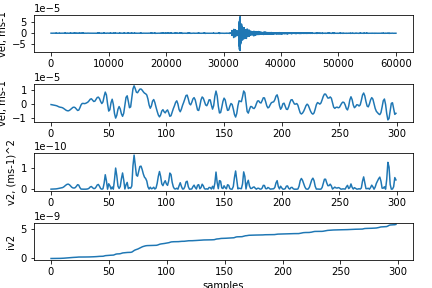 1e−5
vel, ms-1
5
0
−5
0 10000 20000 30000 40000 50000 60000
1e−5
vel, ms-1
1
0
−1
0 50 100 150 200 250 300
1e−10
v2, (ms-1)^2
1
0
0 50 100 150 200 250 300
1e−9
iv2
5
0
0 50 100 150 200 250 300
samples